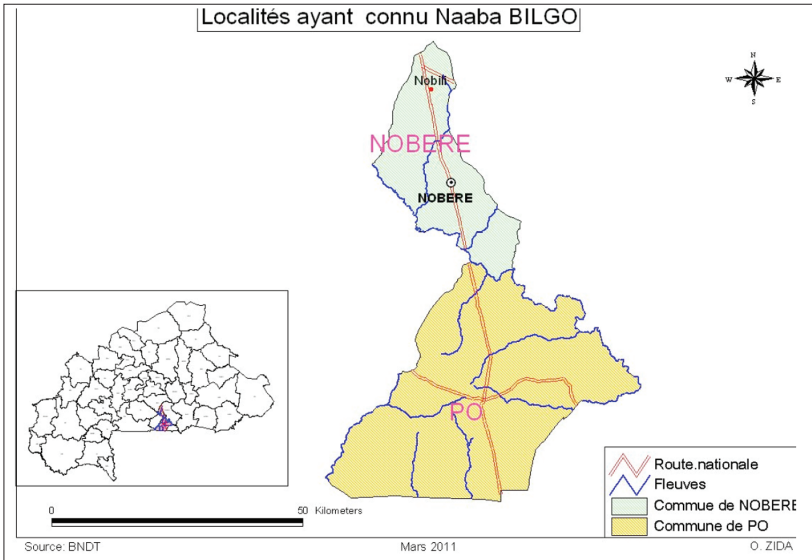 Localités ayant connu Naaba BILGO
N
W E
S
Nobili
NOBERE
NOBERE
PO
Route.nationale
Fleuves
Commue de NOBERE
Commune de PO
0 50 Kilometers
Source: BNDT Mars 2011 O. ZIDA